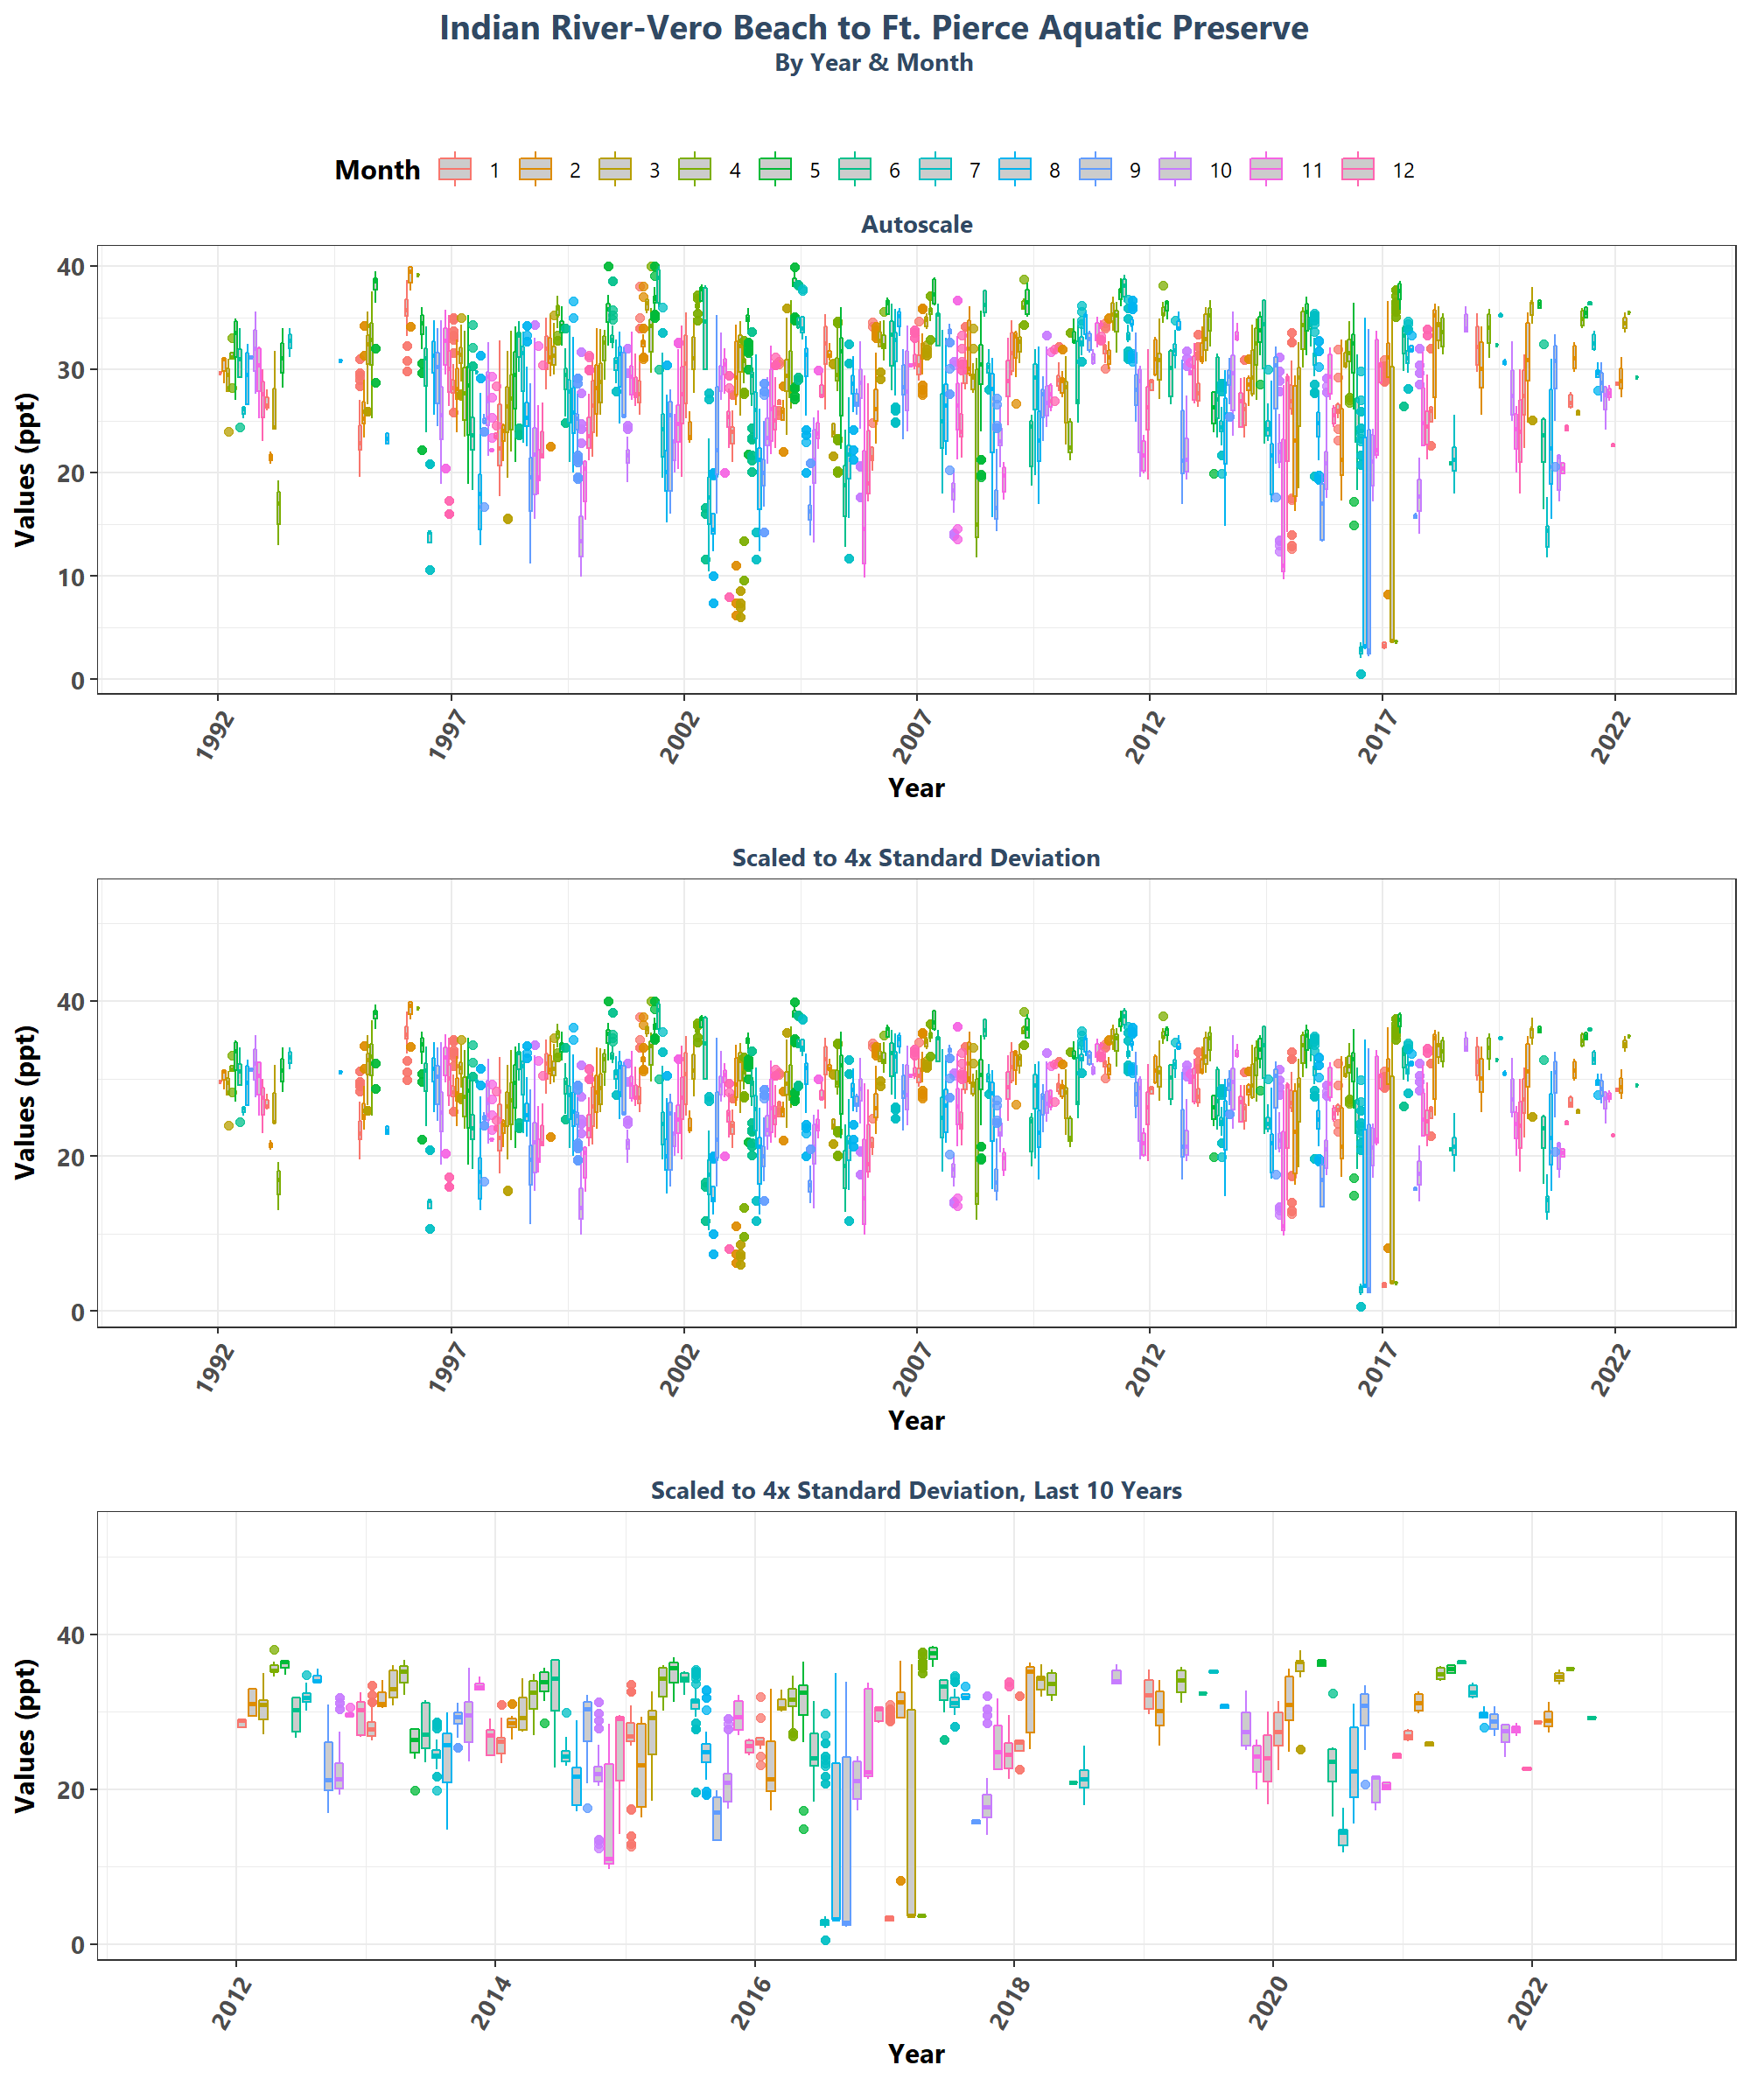 Indian River-Vero Beach to Ft. Pierce Aquatic Preserve
By Year & Month
Month 1 2 3 4 5 6 7 8 9 10 11 12
Autoscale
Values (ppt)
40
30
20
10
0
1992 1997 2002 2007 2012 2017 2022
Year
Scaled to 4x Standard Deviation
Values (ppt)
40
20
0
1992 1997 2002 2007 2012 2017 2022
Year
Scaled to 4x Standard Deviation, Last 10 Years
Values (ppt)
40
20
0
2012 2014 2016 2018 2020 2022
Year